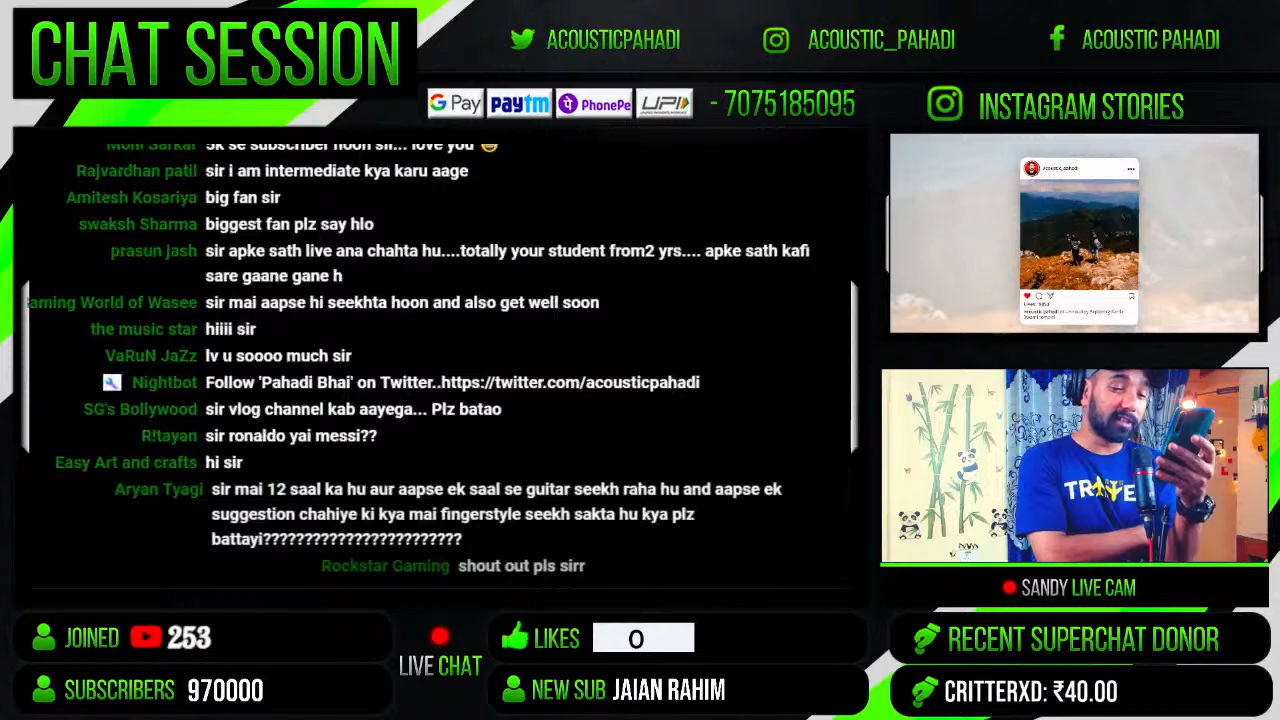 CHAT SESSION
ACOUSTICPAHADI
ACOUSTIC_PAHADI
ACOUSTIC PAHADI
G Pay paytm PhonePe UPI - 7075185095
INSTAGRAM STORIES
Moni Sarkar 5k se subscriber hoon sir... love you
Rajvardhan patil sir i am intermediate kya karu aage
Amitesh Kosariya big fan sir
swaksh Sharma biggest fan plz say hlo
prasun jash sir apke sath live ana chahta hu....totally your student from2 yrs.... apke sath kafi
sare gaane gane h
aming World of Wasee sir mai aapse hi seekhta hoon and also get well soon
the music star hiiii sir
VaRuN JaZz lv u soooo much sir
Nightbot Follow 'Pahadi Bhai' on Twitter..https://twitter.com/acousticpahadi
SG's Bollywood sir vlog channel kab aayega... Plz batao
R!tayan sir ronaldo yai messi??
Easy Art and crafts hi sir
Aryan Tyagi sir mai 12 saal ka hu aur aapse ek saal se guitar seekh raha hu and aapse ek
suggestion chahiye ki kya mai fingerstyle seekh sakta hu kya plz
battayi????????????????????????
Rockstar Gaming shout out pls sirr
acoustic_pahadi
SANDY LIVE CAM
JOINED 253
LIVE CHAT
LIKES 0
RECENT SUPERCHAT DONOR
SUBSCRIBERS 970000
NEW SUB JAIAN RAHIM
CRITTERXD: ₹40.00